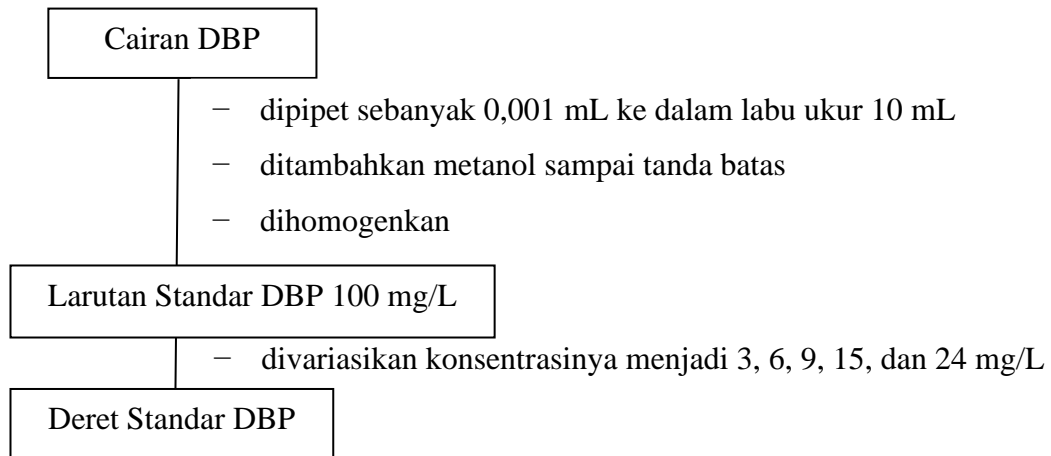 Cairan DBP
− dipipet sebanyak 0,001 mL ke dalam labu ukur 10 mL
− ditambahkan metanol sampai tanda batas
− dihomogenkan
Larutan Standar DBP 100 mg/L
− divariasikan konsentrasinya menjadi 3, 6, 9, 15, dan 24 mg/L
Deret Standar DBP